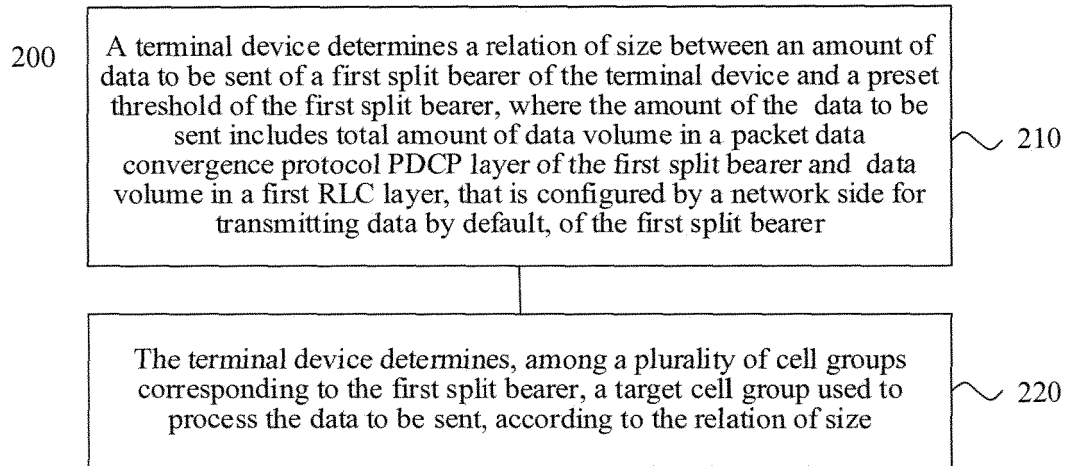 200
A terminal device determines a relation of size between an amount of
data to be sent of a first split bearer of the terminal device and a preset
threshold of the first split bearer, where the amount of the data to be
sent includes total amount of data volume in a packet data
convergence protocol PDCP layer of the first split bearer and data
volume in a first RLC layer, that is configured by a network side for
transmitting data by default, of the first split bearer
210
The terminal device determines, among a plurality of cell groups
corresponding to the first split bearer, a target cell group used to
process the data to be sent, according to the relation of size
220